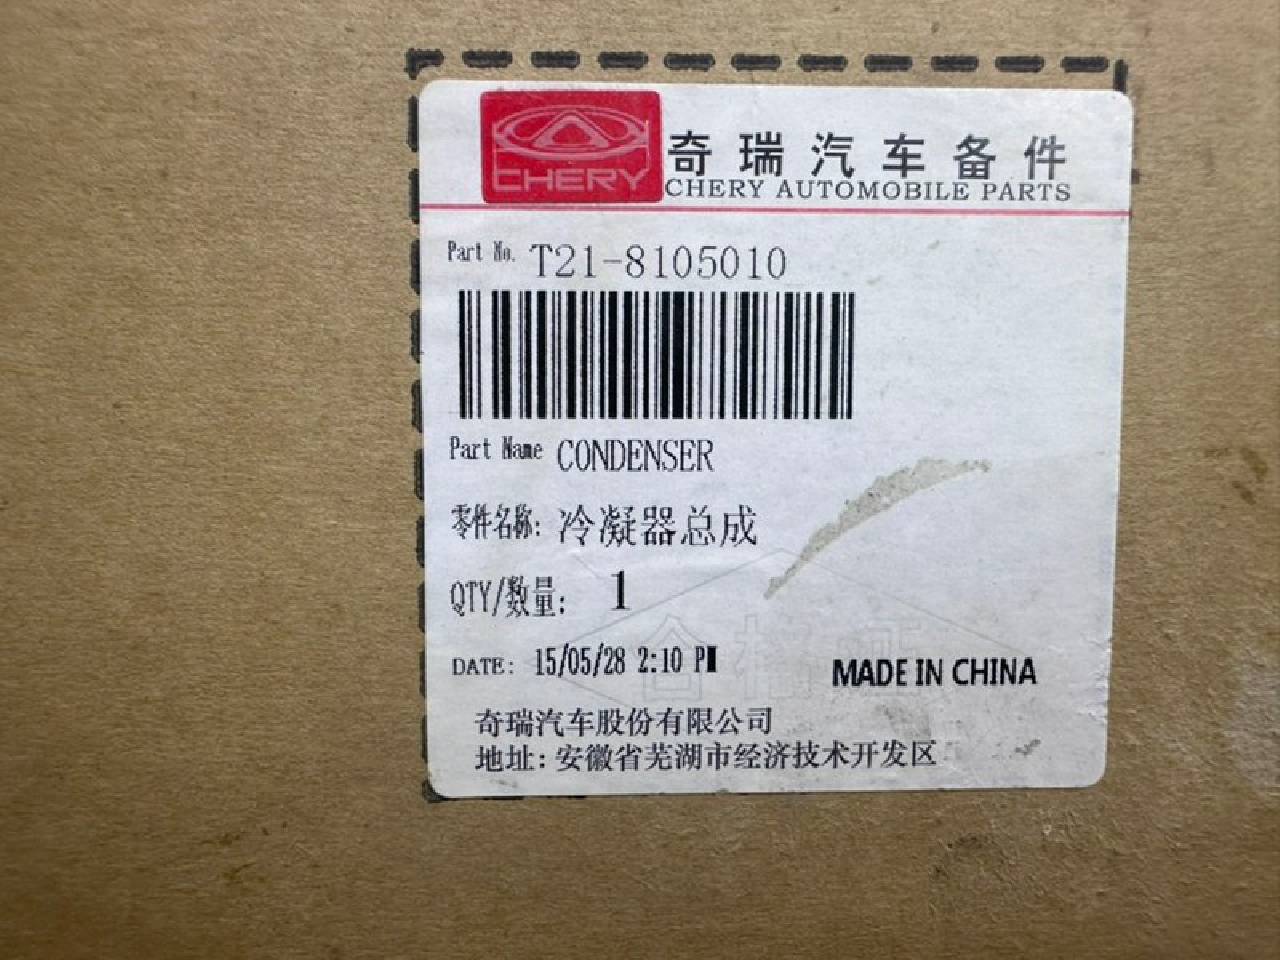 CHERY
奇瑞汽车备件
CHERY AUTOMOBILE PARTS
Part No. T21-8105010
Part Name CONDENSER
零件名称: 冷凝器总成
QTY/数量: 1
DATE: 15/05/28 2:10 PM
合格证
MADE IN CHINA
奇瑞汽车股份有限公司
地址: 安徽省芜湖市经济技术开发区